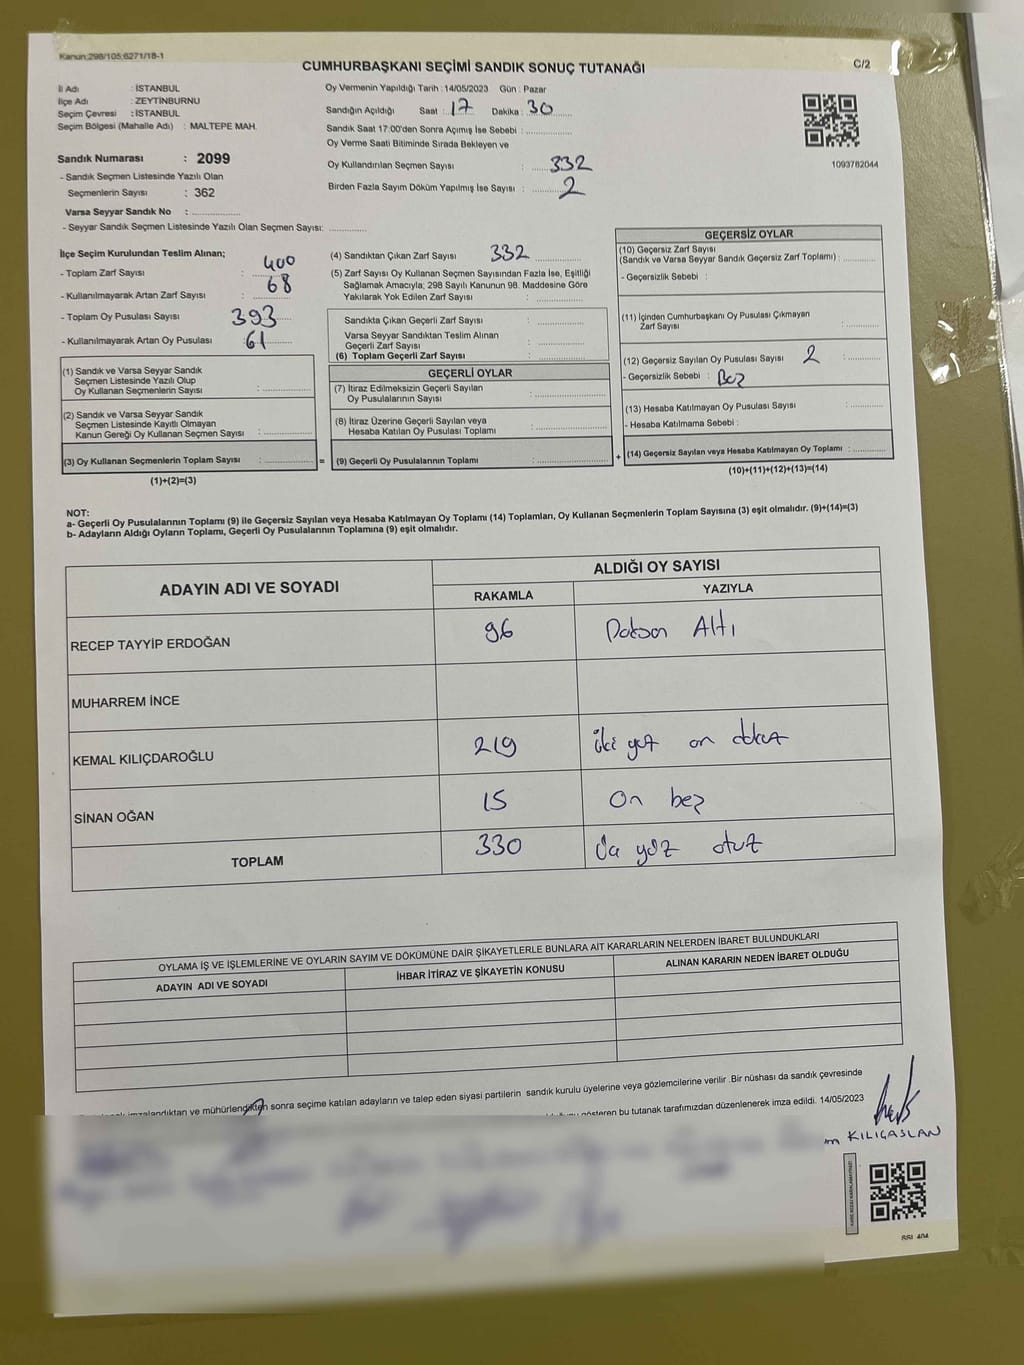 Kanun:298/105;6271/18-1
CUMHURBAŞKANI SEÇİMİ SANDIK SONUÇ TUTANAĞI
C/2
İl Adı : İSTANBUL
İlçe Adı : ZEYTİNBURNU
Seçim Çevresi : İSTANBUL
Seçim Bölgesi (Mahalle Adı) : MALTEPE MAH.
Sandık Numarası : 2099
- Sandık Seçmen Listesinde Yazılı Olan
Seçmenlerin Sayısı : 362
Varsa Seyyar Sandık No :
- Seyyar Sandık Seçmen Listesinde Yazılı Olan Seçmen Sayısı:
Oy Vermenin Yapıldığı Tarih : 14/05/2023 Gün : Pazar
Sandığın Açıldığı Saat : 17 Dakika : 30
Sandık Saat 17:00'den Sonra Açımış İse Sebebi :
Oy Verme Saati Bitiminde Sırada Bekleyen ve
Oy Kullandırılan Seçmen Sayısı : 332
Birden Fazla Sayım Döküm Yapılmış İse Sayısı : 2
1093762044
İlçe Seçim Kurulundan Teslim Alınan;
- Toplam Zarf Sayısı : 400
- Kullanılmayarak Artan Zarf Sayısı : 68
- Toplam Oy Pusulası Sayısı : 393
- Kullanılmayarak Artan Oy Pusulası : 61
(1) Sandık ve Varsa Seyyar Sandık
Seçmen Listesinde Yazılı Olup
Oy Kullanan Seçmenlerin Sayısı :
(2) Sandık ve Varsa Seyyar Sandık
Seçmen Listesinde Kayıtlı Olmayan
Kanun Gereği Oy Kullanan Seçmen Sayısı :
(3) Oy Kullanan Seçmenlerin Toplam Sayısı :
(1)+(2)=(3)
(4) Sandıktan Çıkan Zarf Sayısı : 332
(5) Zarf Sayısı Oy Kullanan Seçmen Sayısından Fazla İse, Eşitliği
Sağlamak Amacıyla; 298 Sayılı Kanunun 98. Maddesine Göre
Yakılarak Yok Edilen Zarf Sayısı :
Sandıkta Çıkan Geçerli Zarf Sayısı :
Varsa Seyyar Sandıktan Teslim Alınan
Geçerli Zarf Sayısı :
(6) Toplam Geçerli Zarf Sayısı :
GEÇERLİ OYLAR
(7) İtiraz Edilmeksizin Geçerli Sayılan
Oy Pusulalarının Sayısı :
(8) İtiraz Üzerine Geçerli Sayılan veya
Hesaba Katılan Oy Pusulası Toplamı :
= (9) Geçerli Oy Pusulalarının Toplamı :
GEÇERSİZ OYLAR
(10) Geçersiz Zarf Sayısı
(Sandık ve Varsa Seyyar Sandık Geçersiz Zarf Toplamı) :
- Geçersizlik Sebebi :
(11) İçinden Cumhurbaşkanı Oy Pusulası Çıkmayan
Zarf Sayısı :
(12) Geçersiz Sayılan Oy Pusulası Sayısı : 2
- Geçersizlik Sebebi :
(13) Hesaba Katılmayan Oy Pusulası Sayısı :
- Hesaba Katılmama Sebebi :
+ (14) Geçersiz Sayılan veya Hesaba Katılmayan Oy Toplamı :
(10)+(11)+(12)+(13)=(14)
NOT:
a- Geçerli Oy Pusulalarının Toplamı (9) ile Geçersiz Sayılan veya Hesaba Katılmayan Oy Toplamı (14) Toplamları, Oy Kullanan Seçmenlerin Toplam Sayısına (3) eşit olmalıdır. (9)+(14)=(3)
b- Adayların Aldığı Oyların Toplamı, Geçerli Oy Pusulalarının Toplamına (9) eşit olmalıdır.
ADAYIN ADI VE SOYADI
ALDIĞI OY SAYISI
RAKAMLA YAZIYLA
RECEP TAYYİP ERDOĞAN 96 Doksan Altı
MUHARREM İNCE
KEMAL KILIÇDAROĞLU 219 iki yüz on dokuz
SİNAN OĞAN 15 On beş
TOPLAM 330 üç yüz otuz
OYLAMA İŞ VE İŞLEMLERİNE VE OYLARIN SAYIM VE DÖKÜMÜNE DAİR ŞİKAYETLERLE BUNLARA AİT KARARLARIN NELERDEN İBARET BULUNDUKLARI
ADAYIN ADI VE SOYADI İHBAR İTİRAZ VE ŞİKAYETİN KONUSU ALINAN KARARIN NEDEN İBARET OLDUĞU
imzalandıktan ve mühürlendikten sonra seçime katılan adayların ve talep eden siyasi partilerin sandık kurulu üyelerine veya gözlemcilerine verilir .Bir nüshası da sandık çevresinde
gösteren bu tutanak tarafımızdan düzenlenerek imza edildi. 14/05/2023
KILIÇASLAN